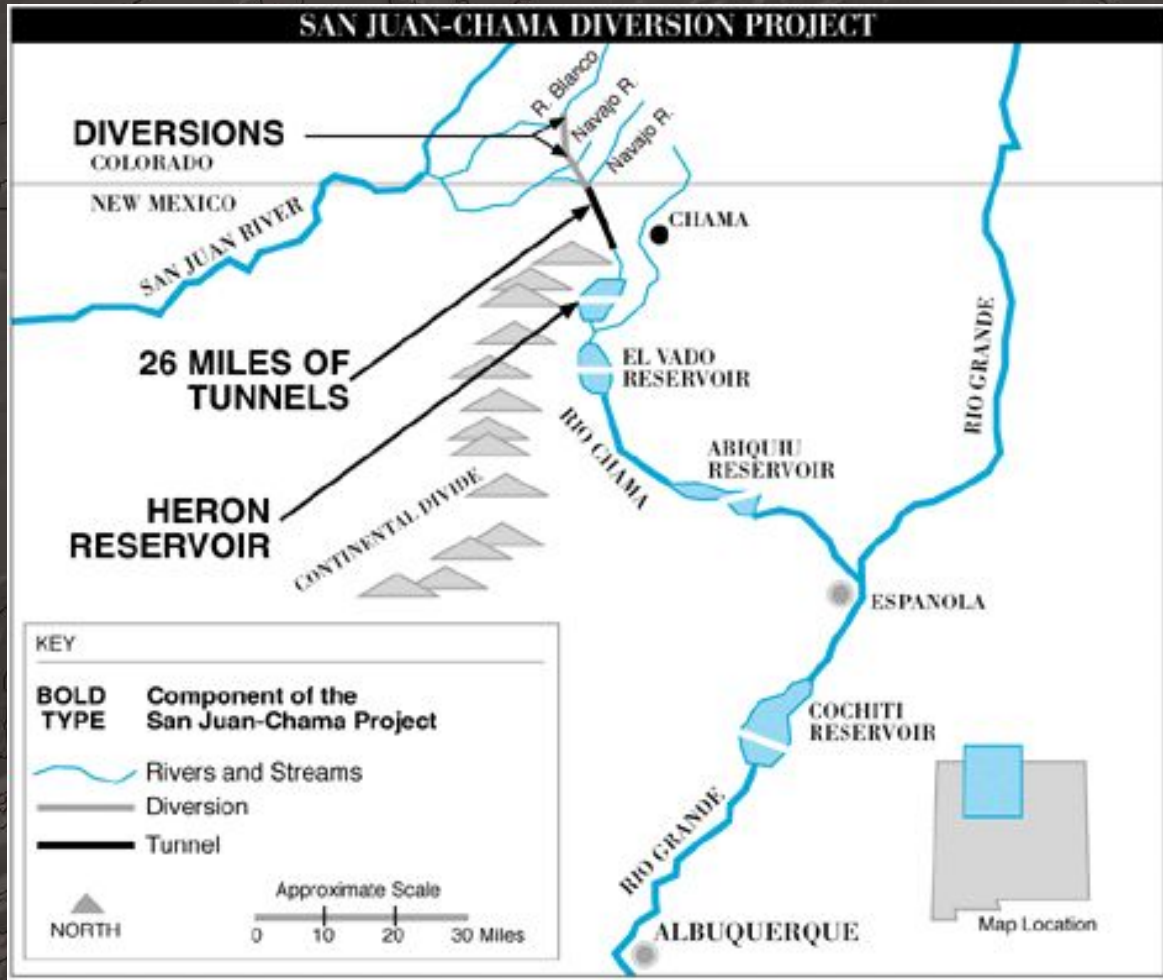 SAN JUAN-CHAMA DIVERSION PROJECT
R. Blanco
Navajo R.
Navajo R.
DIVERSIONS
COLORADO
NEW MEXICO
SAN JUAN RIVER
CHAMA
26 MILES OF
TUNNELS
EL VADO
RESERVOIR
RIO GRANDE
RIO CHAMA
ABIQUIU
RESERVOIR
HERON
RESERVOIR
CONTINENTAL DIVIDE
ESPANOLA
COCHITI
RESERVOIR
RIO GRANDE
ALBUQUERQUE
KEY
BOLD
TYPE
Component of the
San Juan-Chama Project
Rivers and Streams
Diversion
Tunnel
NORTH
Approximate Scale
0 10 20 30 Miles
Map Location